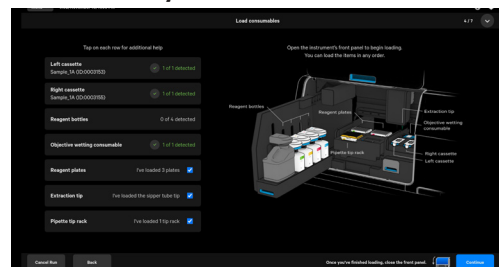 Load consumables
4 / 7
Tap on each row for additional help
Left cassette
Sample_1A (ID:0003153)
1 of 1 detected
Right cassette
Sample_1A (ID:0003155)
1 of 1 detected
Reagent bottles
0 of 4 detected
Objective wetting consumable
1 of 1 detected
Reagent plates
I've loaded 3 plates
Extraction tip
I've loaded the upper tube tip
Pipette tip rack
I've loaded 1 tip rack
Open the instrument's front panel to begin loading.
You can load the items in any order.
Reagent bottles
Reagent plates
Extraction tip
Objective wetting
consumable
Pipette tip rack
Right cassette
Left cassette
Cancel Run
Back
Once you've finished loading, close the front panel.
Continue